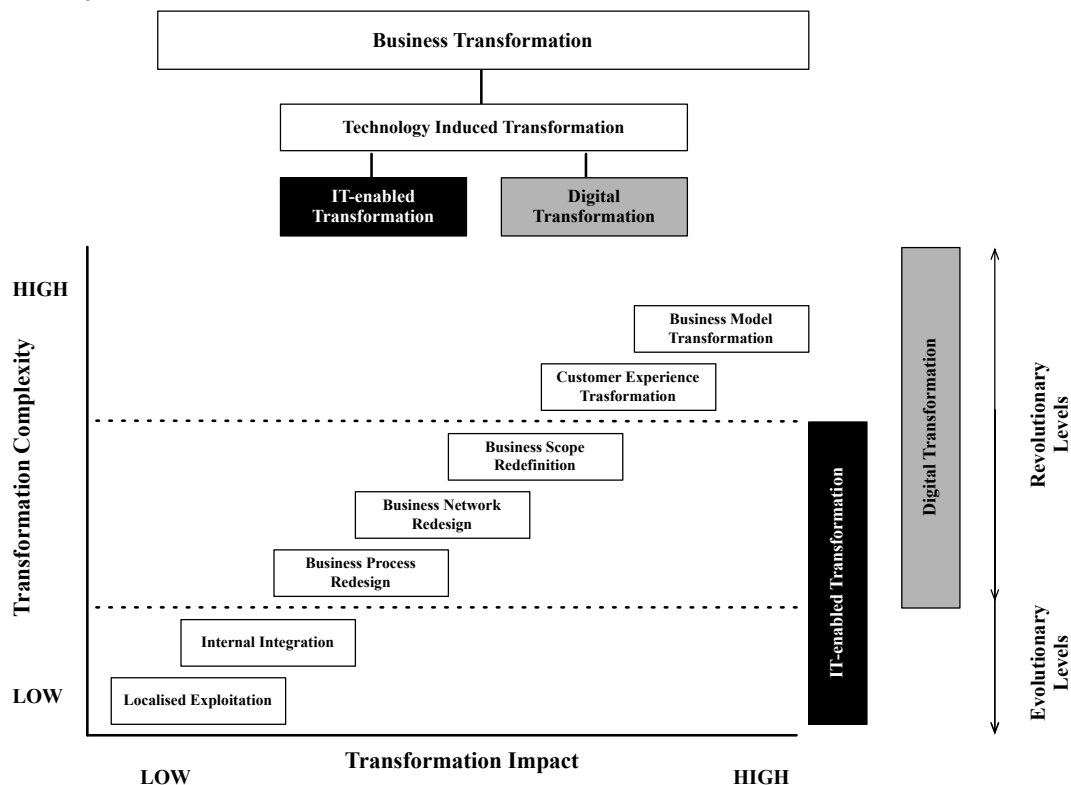 Business Transformation
Technology Induced Transformation
IT-enabled
Transformation
Digital
Transformation
HIGH
Business Model
Transformation
Customer Experience
Trasformation
Business Scope
Redefinition
Business Network
Redesign
Business Process
Redesign
Internal Integration
Localised Exploitation
LOW
Transformation Complexity
IT-enabled Transformation
Digital Transformation
Revolutionary
Levels
Evolutionary
Levels
Transformation Impact
LOW
HIGH